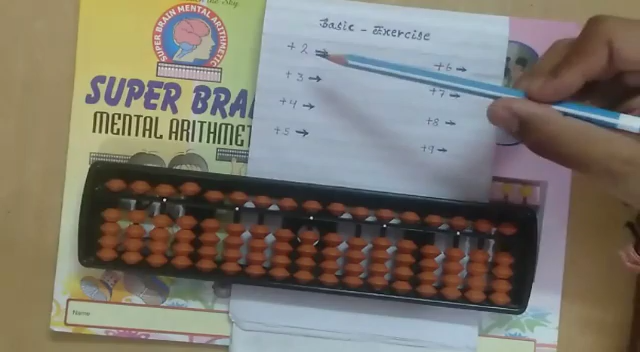 SUPER BRAIN MENTAL ARITHMETIC
SUPER BRA
MENTAL ARITHMET
Basic - Exercise
+2 →
+3 →
+4 →
+5 →
+6 →
+7 →
+8 →
+9 →
Name